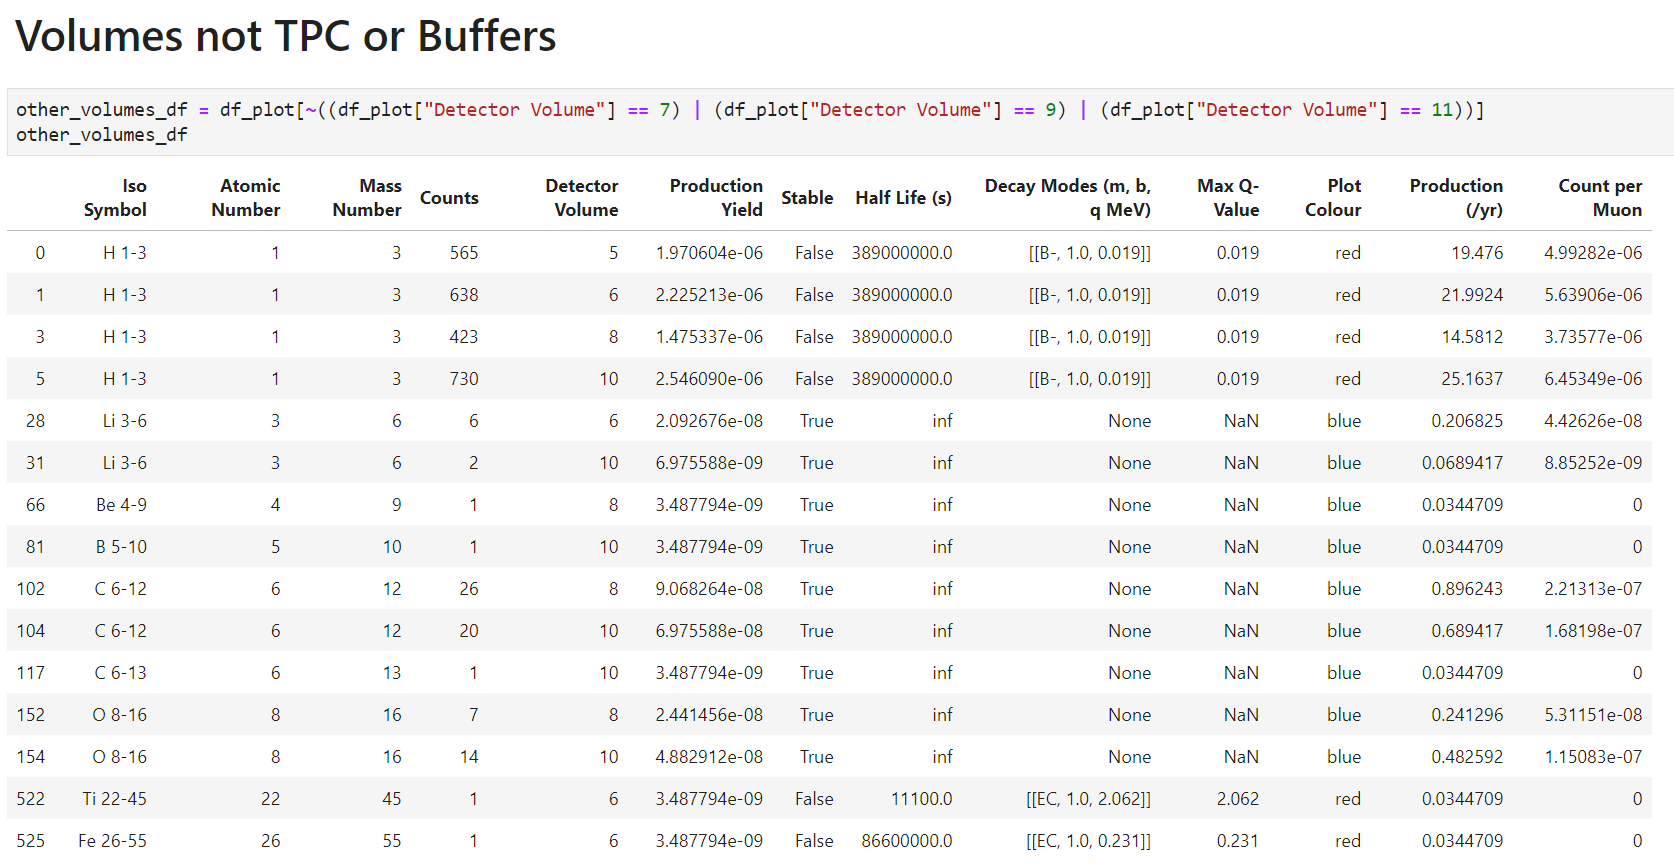 Volumes not TPC or Buffers
other_volumes_df = df_plot[~((df_plot["Detector Volume"] == 7) | (df_plot["Detector Volume"] == 9) | (df_plot["Detector Volume"] == 11))]
other_volumes_df
Iso Symbol Atomic Number Mass Number Counts Detector Volume Production Yield Stable Half Life (s) Decay Modes (m, b, q MeV) Max Q-Value Plot Colour Production (/yr) Count per Muon
0 H 1-3 1 3 565 5 1.970604e-06 False 389000000.0 [[B-, 1.0, 0.019]] 0.019 red 19.476 4.99282e-06
1 H 1-3 1 3 638 6 2.225213e-06 False 389000000.0 [[B-, 1.0, 0.019]] 0.019 red 21.9924 5.63906e-06
3 H 1-3 1 3 423 8 1.475337e-06 False 389000000.0 [[B-, 1.0, 0.019]] 0.019 red 14.5812 3.73577e-06
5 H 1-3 1 3 730 10 2.546090e-06 False 389000000.0 [[B-, 1.0, 0.019]] 0.019 red 25.1637 6.45349e-06
28 Li 3-6 3 6 6 6 2.092676e-08 True inf None NaN blue 0.206825 4.42626e-08
31 Li 3-6 3 6 2 10 6.975588e-09 True inf None NaN blue 0.0689417 8.85252e-09
66 Be 4-9 4 9 1 8 3.487794e-09 True inf None NaN blue 0.0344709 0
81 B 5-10 5 10 1 10 3.487794e-09 True inf None NaN blue 0.0344709 0
102 C 6-12 6 12 26 8 9.068264e-08 True inf None NaN blue 0.896243 2.21313e-07
104 C 6-12 6 12 20 10 6.975588e-08 True inf None NaN blue 0.689417 1.68198e-07
117 C 6-13 6 13 1 10 3.487794e-09 True inf None NaN blue 0.0344709 0
152 O 8-16 8 16 7 8 2.441456e-08 True inf None NaN blue 0.241296 5.31151e-08
154 O 8-16 8 16 14 10 4.882912e-08 True inf None NaN blue 0.482592 1.15083e-07
522 Ti 22-45 22 45 1 6 3.487794e-09 False 11100.0 [[EC, 1.0, 2.062]] 2.062 red 0.0344709 0
525 Fe 26-55 26 55 1 6 3.487794e-09 False 86600000.0 [[EC, 1.0, 0.231]] 0.231 red 0.0344709 0